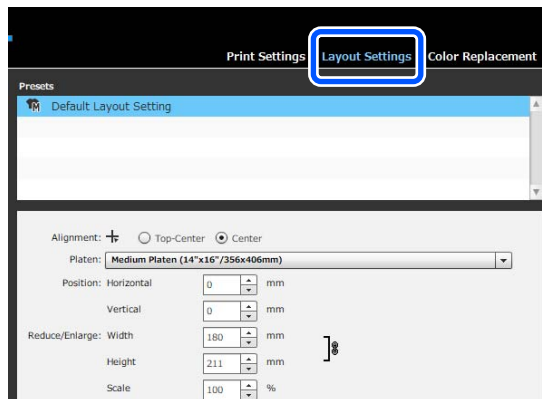 Print Settings Layout Settings Color Replacement
Presets
M Default Layout Setting
Alignment: Top-Center Center
Platen: Medium Platen (14"x16"/356x406mm)
Position: Horizontal 0 mm
Vertical 0 mm
Reduce/Enlarge: Width 180 mm
Height 211 mm
Scale 100 %